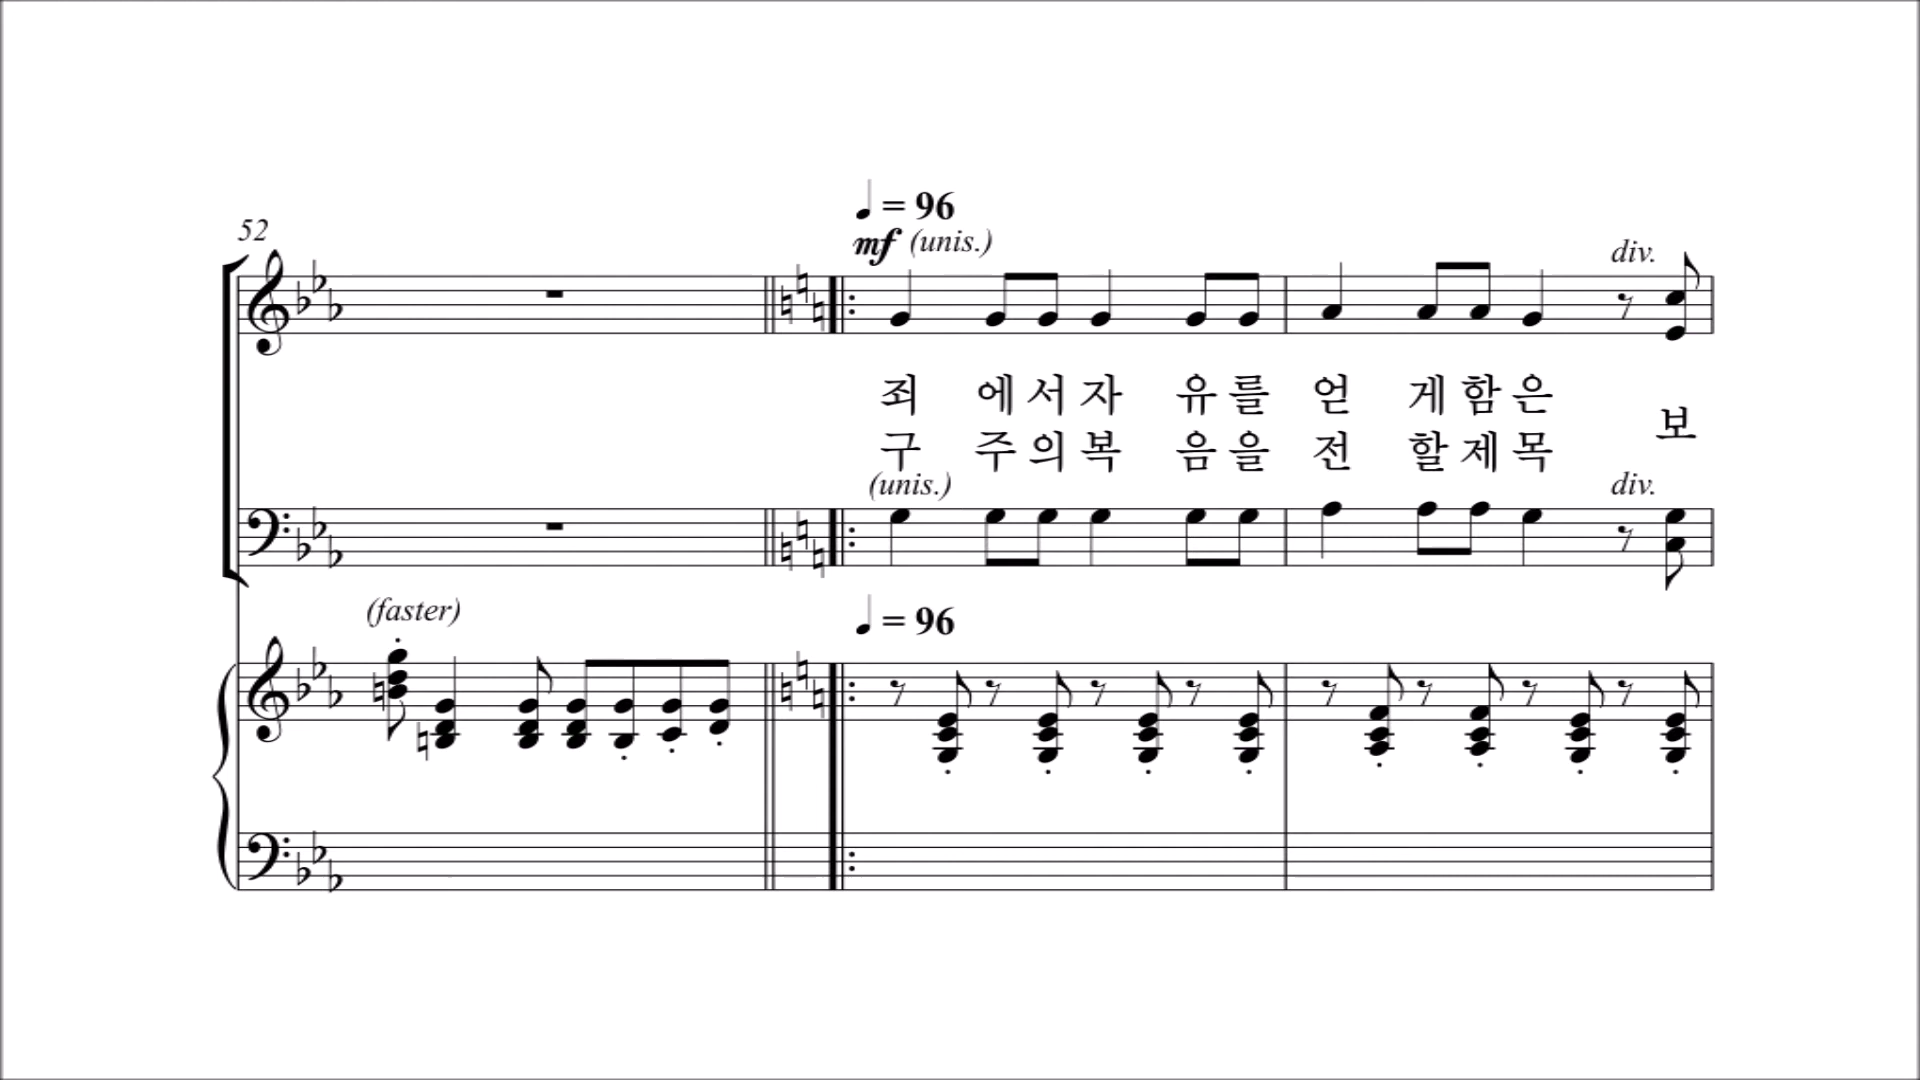 52
♩ = 96
mf (unis.)
div.
죄 에서자 유를 얻 게함은
보
구 주의복 음을 전 할제목
(unis.)
div.
(faster)
♩ = 96